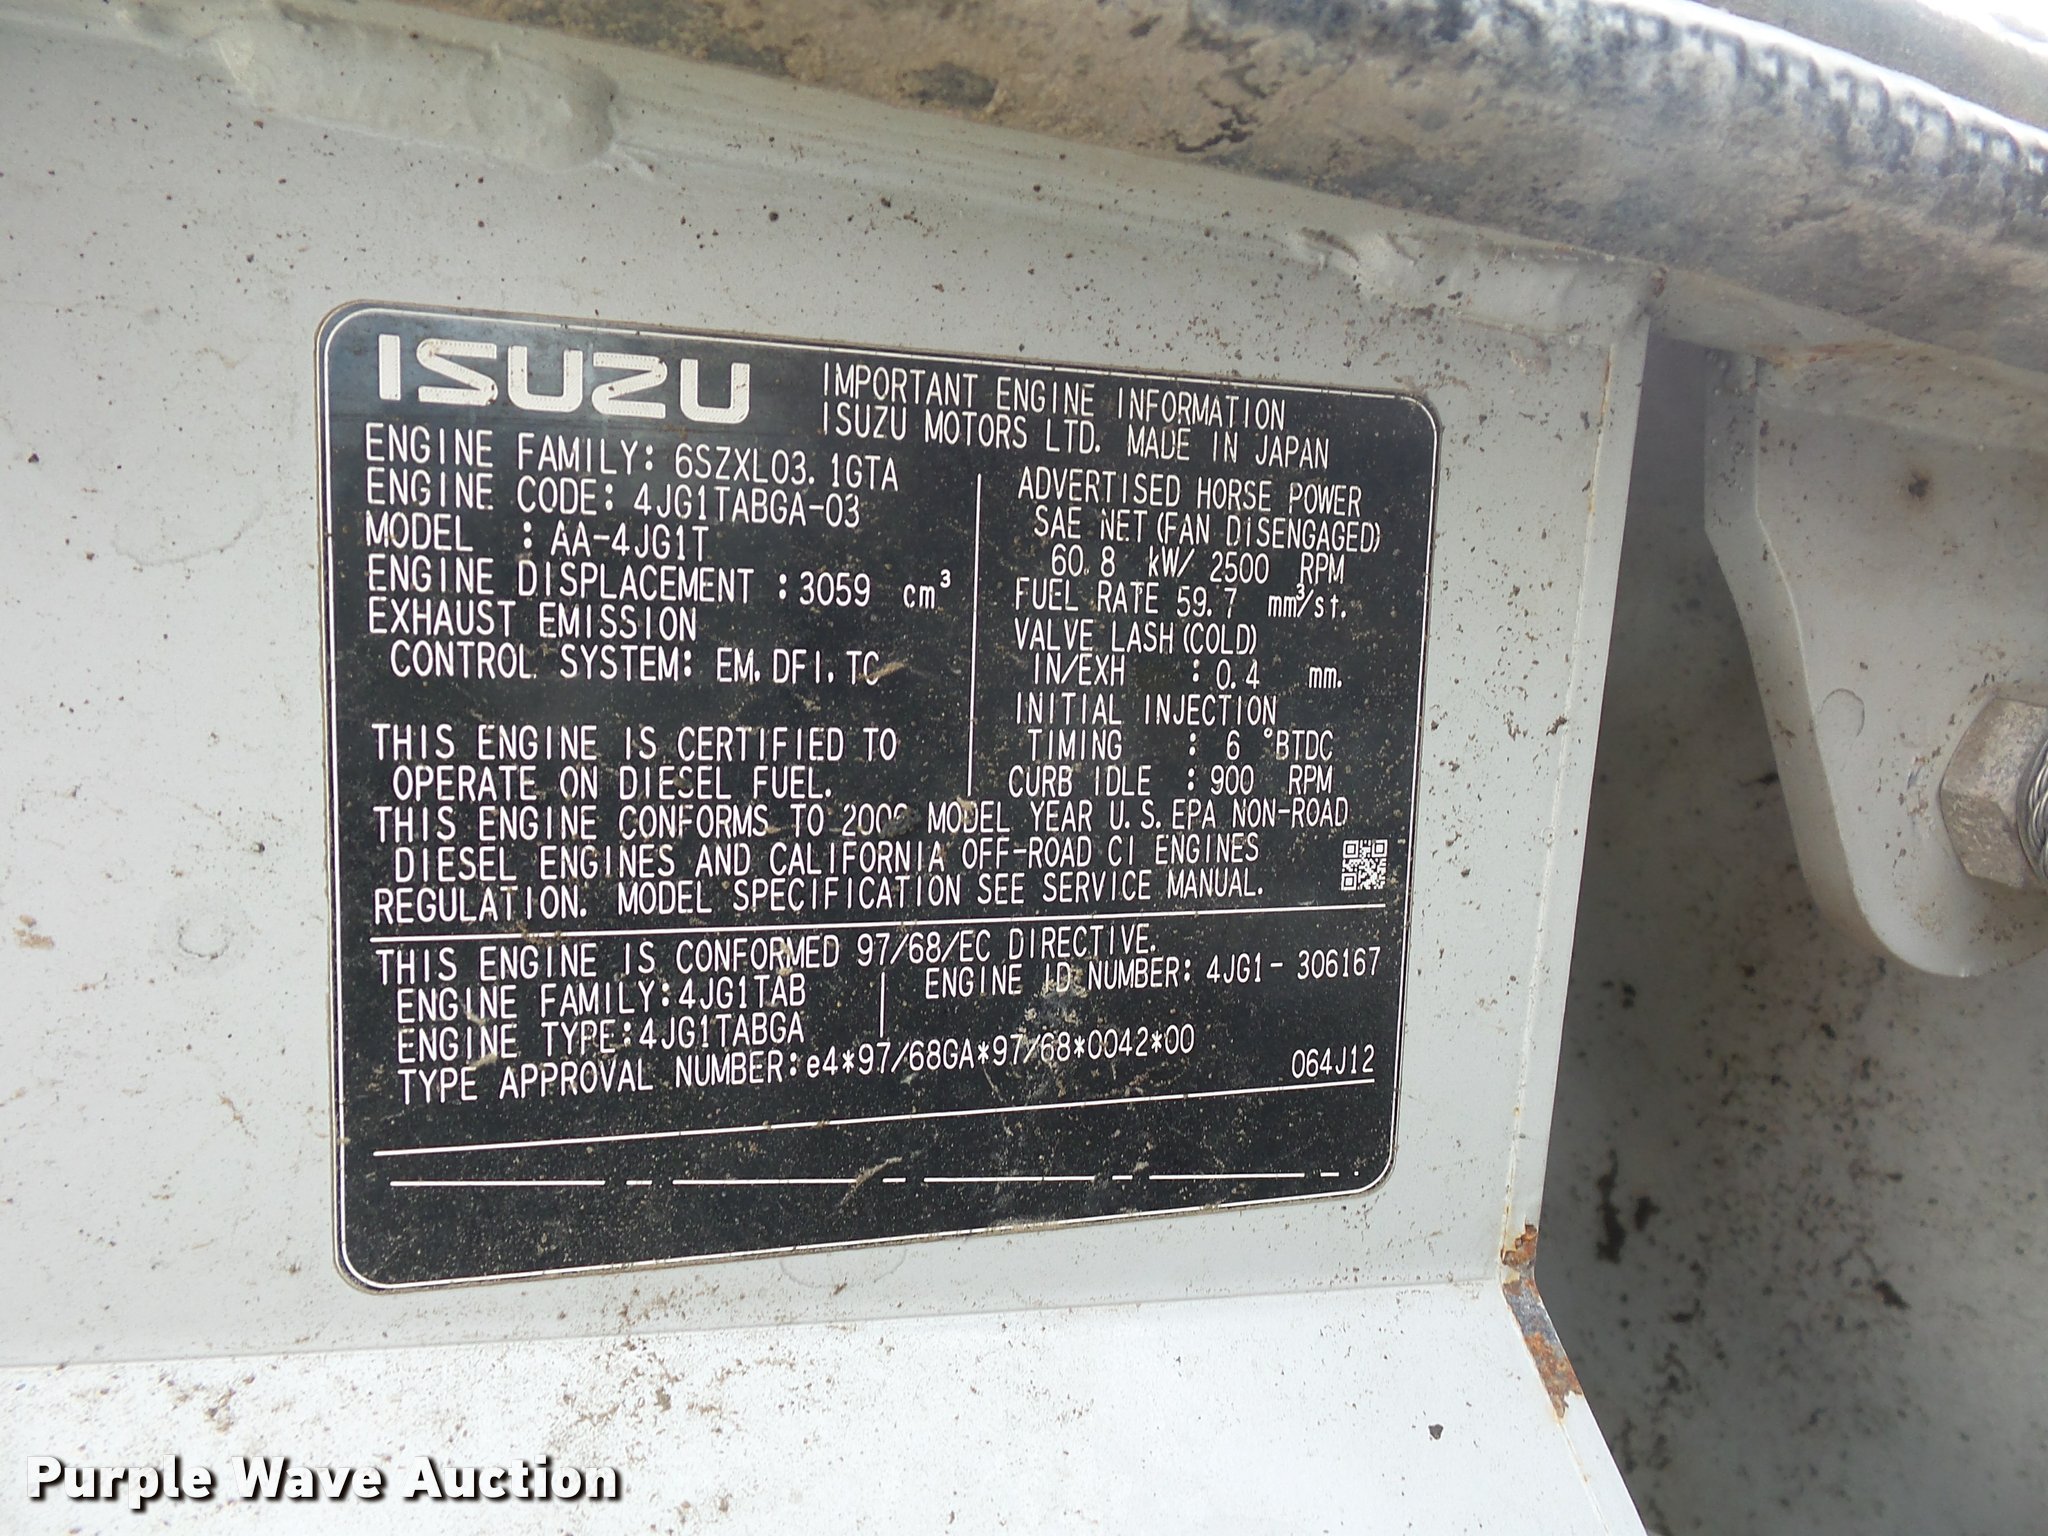 ISUZU
IMPORTANT ENGINE INFORMATION
ISUZU MOTORS LTD. MADE IN JAPAN
ENGINE FAMILY: 6SZXL03.1GTA
ENGINE CODE: 4JG1TABGA-03
MODEL : AA-4JG1T
ENGINE DISPLACEMENT : 3059 cm³
EXHAUST EMISSION
CONTROL SYSTEM: EM, DFI, TC
THIS ENGINE IS CERTIFIED TO
OPERATE ON DIESEL FUEL.
ADVERTISED HORSE POWER
SAE NET (FAN DISENGAGED)
60.8 kW/ 2500 RPM
FUEL RATE 59.7 mm³/st.
VALVE LASH (COLD)
IN/EXH : 0.4 mm.
INITIAL INJECTION
TIMING : 6 °BTDC
CURB IDLE : 900 RPM
THIS ENGINE CONFORMS TO 2006 MODEL YEAR U.S. EPA NON-ROAD
DIESEL ENGINES AND CALIFORNIA OFF-ROAD CI ENGINES
REGULATION. MODEL SPECIFICATION SEE SERVICE MANUAL.
THIS ENGINE IS CONFORMED 97/68/EC DIRECTIVE.
ENGINE FAMILY: 4JG1TAB
ENGINE TYPE: 4JG1TABGA
ENGINE ID NUMBER: 4JG1- 306167
TYPE APPROVAL NUMBER: e4*97/68GA*97/68*0042*00
064J12
Purple Wave Auction